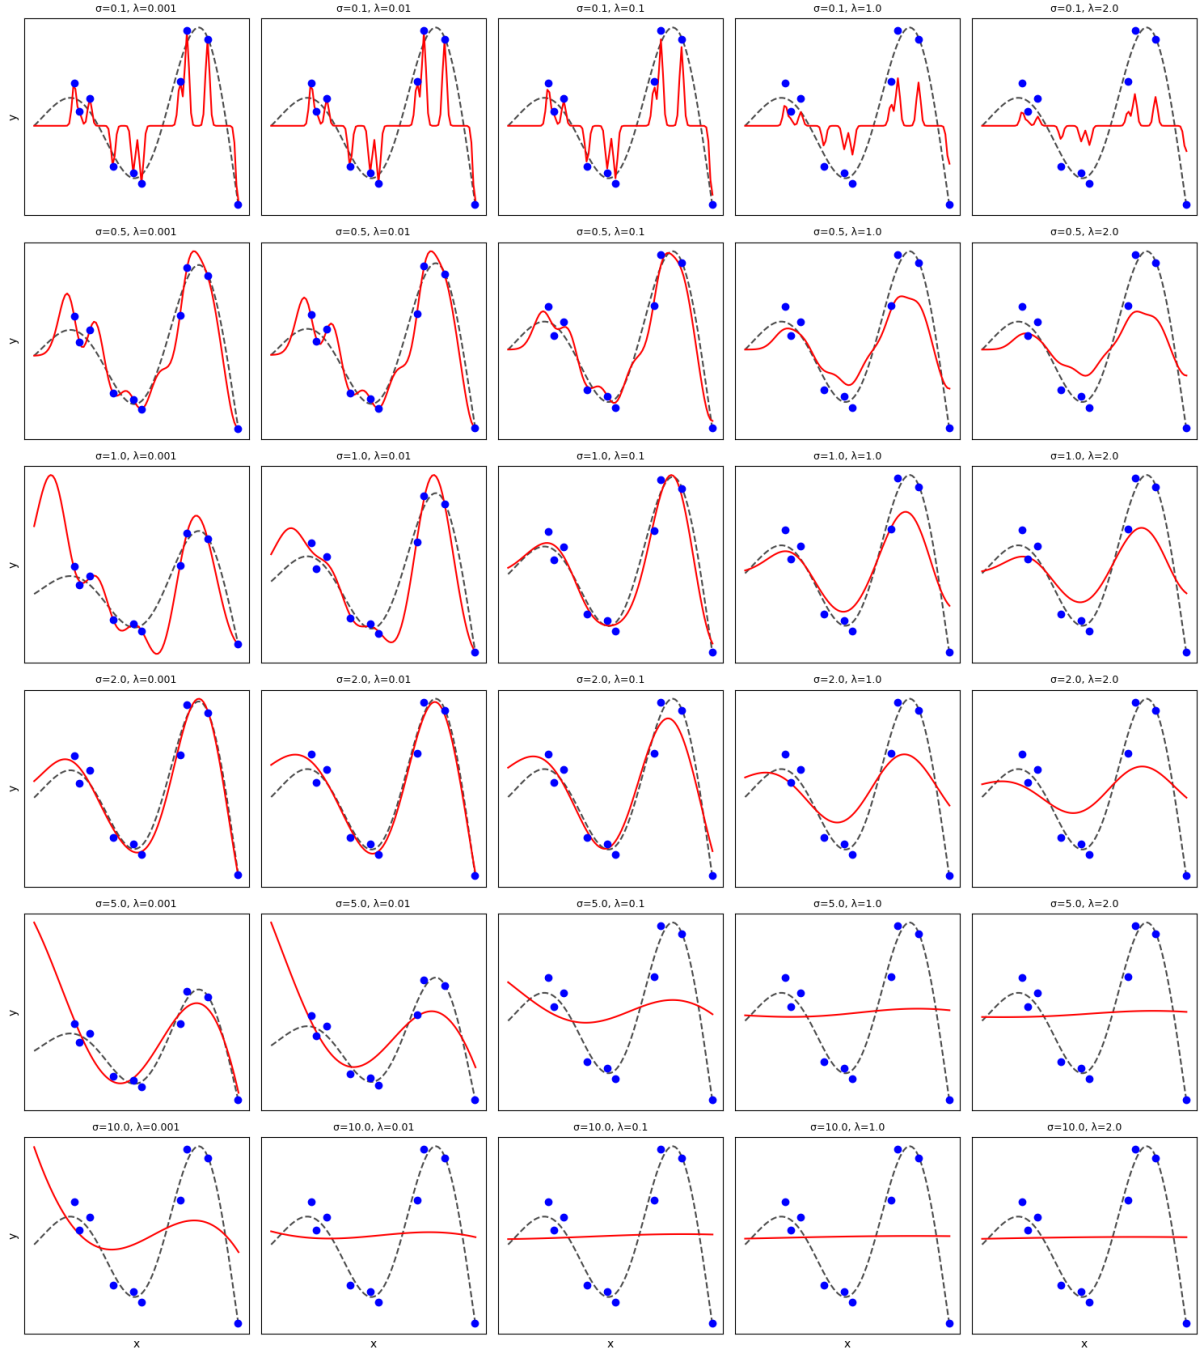 σ=0.1, λ=0.001
σ=0.1, λ=0.01
σ=0.1, λ=0.1
σ=0.1, λ=1.0
σ=0.1, λ=2.0
y
σ=0.5, λ=0.001
σ=0.5, λ=0.01
σ=0.5, λ=0.1
σ=0.5, λ=1.0
σ=0.5, λ=2.0
y
σ=1.0, λ=0.001
σ=1.0, λ=0.01
σ=1.0, λ=0.1
σ=1.0, λ=1.0
σ=1.0, λ=2.0
y
σ=2.0, λ=0.001
σ=2.0, λ=0.01
σ=2.0, λ=0.1
σ=2.0, λ=1.0
σ=2.0, λ=2.0
y
σ=5.0, λ=0.001
σ=5.0, λ=0.01
σ=5.0, λ=0.1
σ=5.0, λ=1.0
σ=5.0, λ=2.0
y
σ=10.0, λ=0.001
σ=10.0, λ=0.01
σ=10.0, λ=0.1
σ=10.0, λ=1.0
σ=10.0, λ=2.0
y
x
x
x
x
x